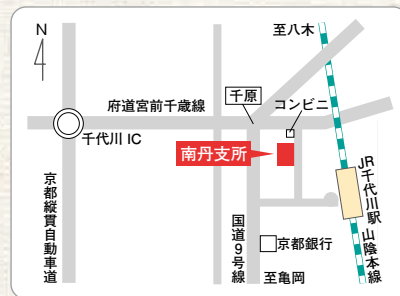 N
至八木
千原
コンビニ
府道宮前千歳線
千代川 IC
南丹支所
JR千代川駅
山陰本線
京都縦貫自動車道
国道9号線
京都銀行
至亀岡